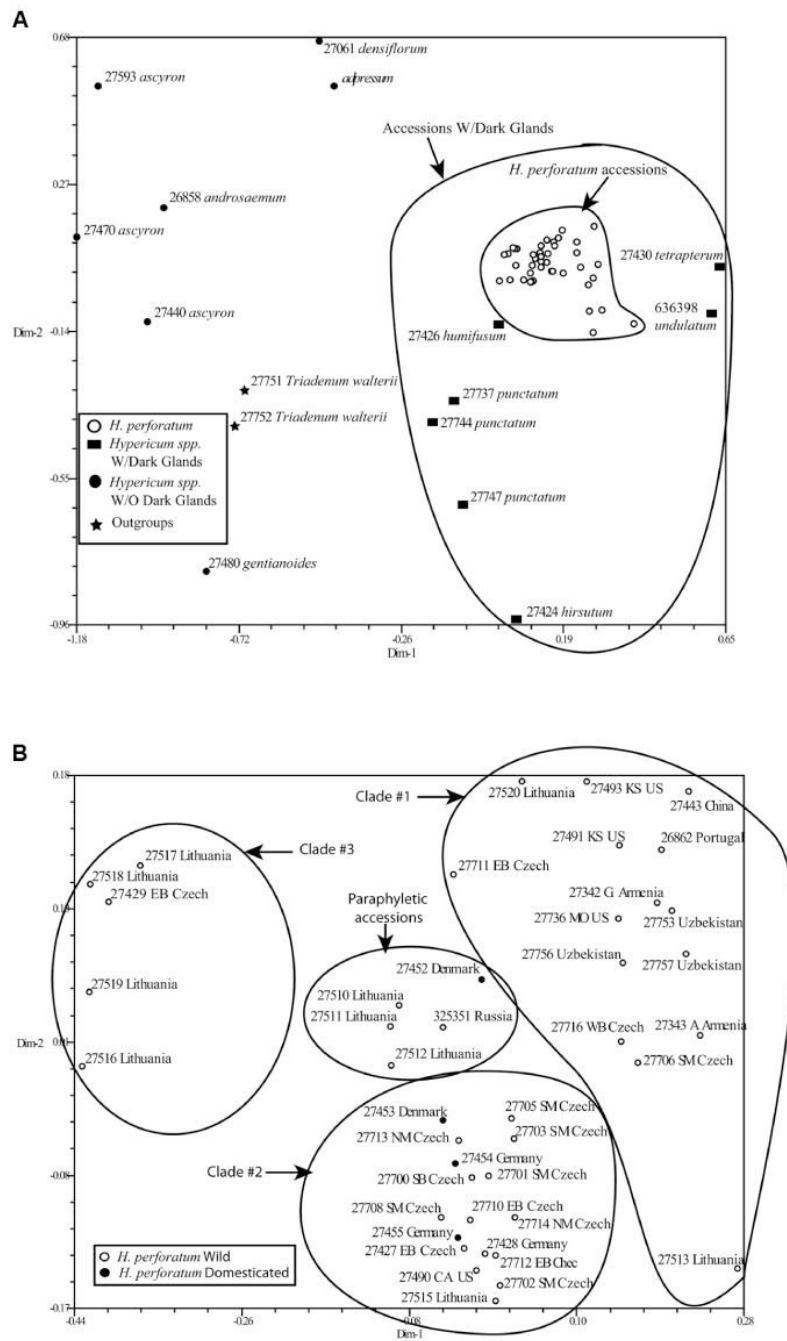 A
0.68
27061 densiflorum
27593 ascyron
adpressum
Accessions W/Dark Glands
0.27
H. perforatum accessions
26858 androsaemum
27470 ascyron
27430 tetrapterum
27440 ascyron
636398
undulatum
Dim-2
-0.14
27426 humifusum
27751 Triadenum walterii
27737 punctatum
27752 Triadenum walterii
27744 punctatum
H. perforatum
Hypericum spp.
W/Dark Glands
Hypericum spp.
W/O Dark Glands
Outgroups
-0.55
27747 punctatum
27480 gentianoides
27424 hirsutum
-0.96
-1.18
-0.72
-0.26
0.19
0.65
Dim-1
B
0.18
Clade #1
27520 Lithuania
27493 KS US
27443 China
27517 Lithuania
Clade #3
27491 KS US
26862 Portugal
27518 Lithuania
27429 EB Czech
27711 EB Czech
Paraphyletic
accessions
27342 G Armenia
27736 MO US
27753 Uzbekistan
27452 Denmark
27756 Uzbekistan
27757 Uzbekistan
27519 Lithuania
27510 Lithuania
27511 Lithuania
325351 Russia
27716 WB Czech
27343 A Armenia
Dim-2
27512 Lithuania
27706 SM Czech
27516 Lithuania
27453 Denmark
27705 SM Czech
27713 NM Czech
27703 SM Czech
27454 Germany
Clade #2
-0.08
27700 SB Czech
27701 SM Czech
27708 SM Czech
27710 EB Czech
27714 NM Czech
27455 Germany
27427 EB Czech
27428 Germany
27712 EB Chec
27513 Lithuania
H. perforatum Wild
H. perforatum Domesticated
27490 CA US
27702 SM Czech
27515 Lithuania
-0.17
-0.44
-0.08
0.10
0.28
Dim-1